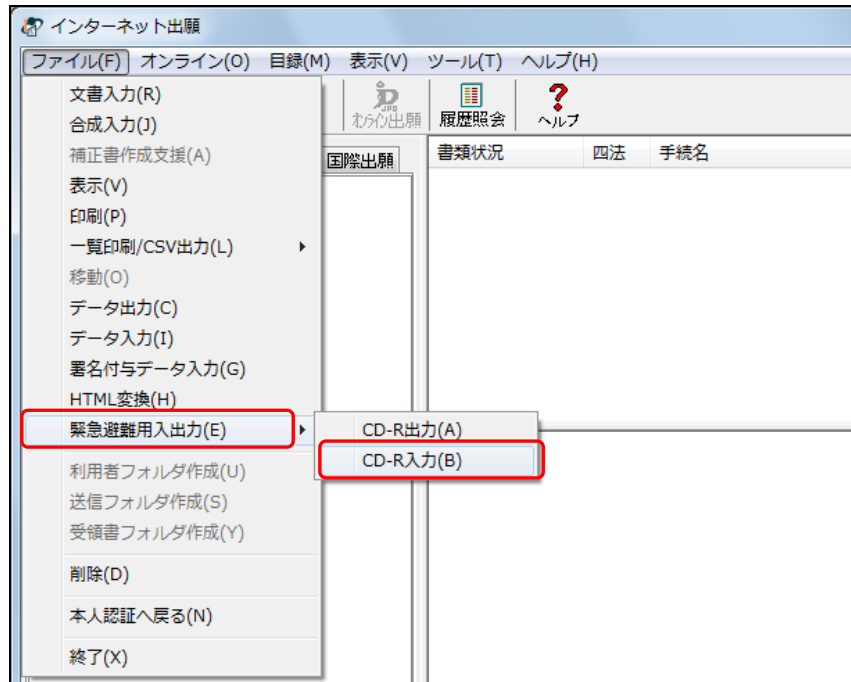 インターネット出願
ファイル(F) オンライン(O) 目録(M) 表示(V) ツール(T) ヘルプ(H)
文書入力(R)
合成入力(J)
補正書作成支援(A)
表示(V)
印刷(P)
一覧印刷/CSV出力(L)
移動(O)
データ出力(C)
データ入力(I)
署名付与データ入力(G)
HTML変換(H)
緊急避難用入出力(E)
利用者フォルダ作成(U)
送信フォルダ作成(S)
受領書フォルダ作成(Y)
削除(D)
本人認証へ戻る(N)
終了(X)
CD-R出力(A)
CD-R入力(B)
JPO
オンライン出願
履歴照会
ヘルプ
国際出願
書類状況 四法 手続名